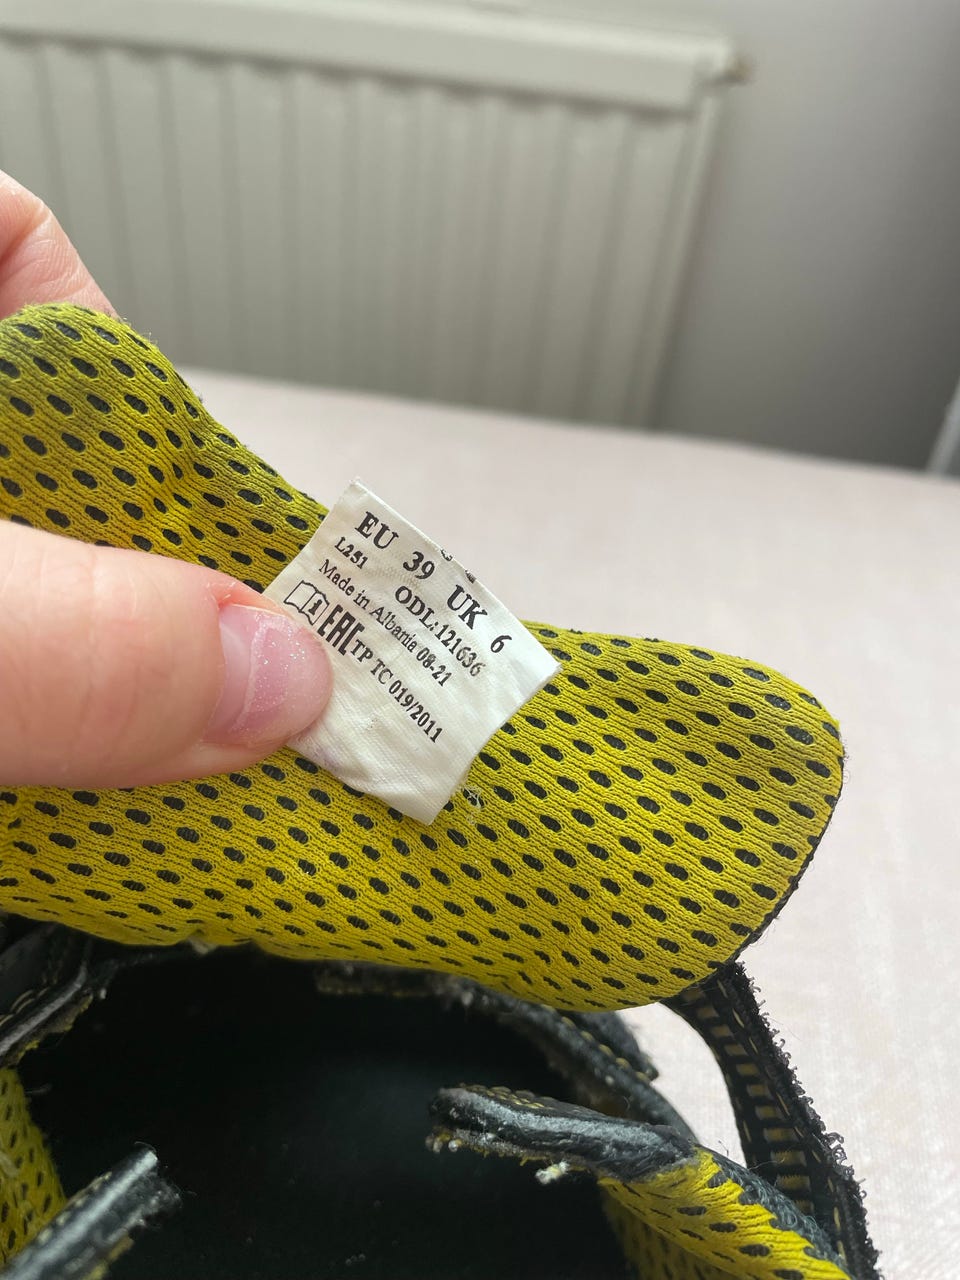 EU 39 UK 6
L251 ODL:121636
Made in Albania 08-21
EAC TP TC 019/2011